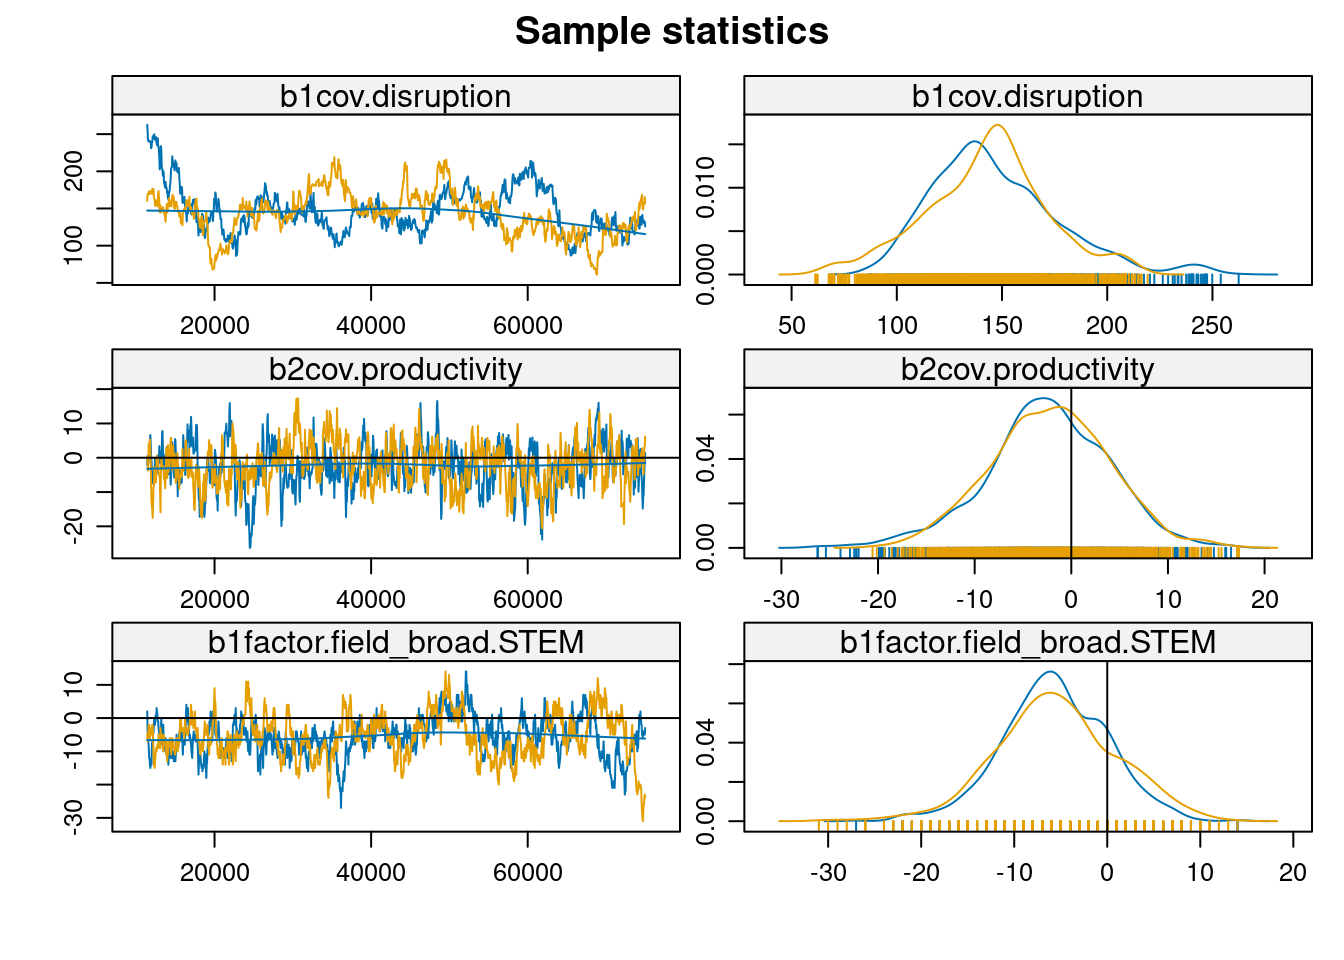 Sample statistics
b1cov.disruption
b1cov.disruption
100 200
20000 40000 60000
0.000 0.010
50 100 150 200 250
b2cov.productivity
b2cov.productivity
-20 0 10
20000 40000 60000
0.00 0.04
-30 -20 -10 0 10 20
b1factor.field_broad.STEM
b1factor.field_broad.STEM
-30 -10 0 10
20000 40000 60000
0.00 0.04
-30 -20 -10 0 10 20